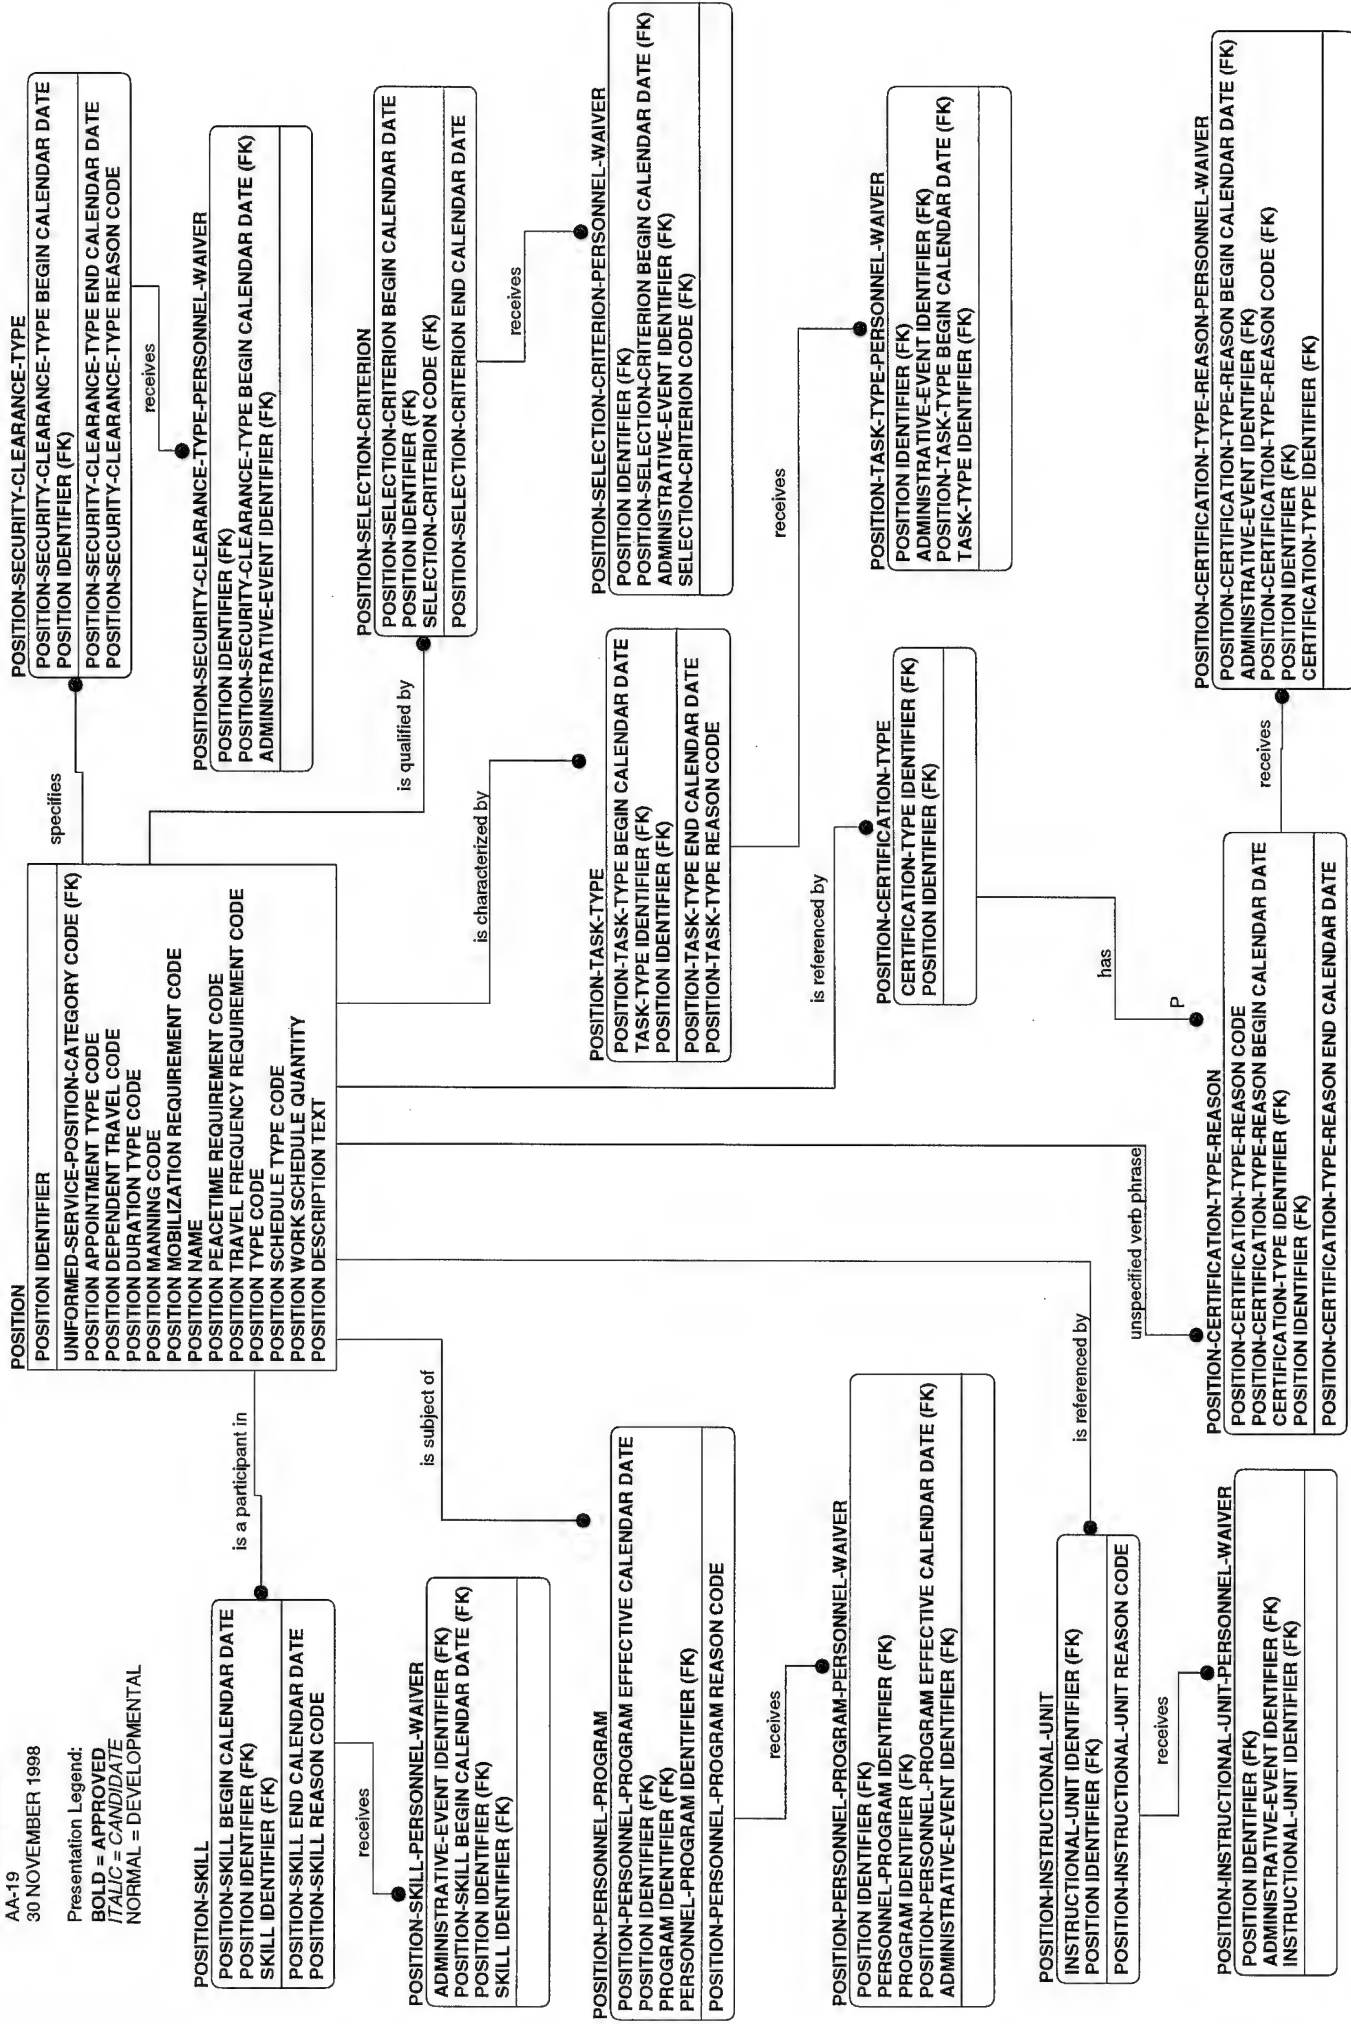 AA-19
30 NOVEMBER 1998
Presentation Legend:
BOLD = APPROVED
ITALIC = CANDIDATE
NORMAL = DEVELOPMENTAL
POSITION
POSITION IDENTIFIER
UNIFORMED-SERVICE-POSITION-CATEGORY CODE (FK)
POSITION APPOINTMENT TYPE CODE
POSITION DEPENDENT TRAVEL CODE
POSITION DURATION TYPE CODE
POSITION MANNING CODE
POSITION MOBILIZATION REQUIREMENT CODE
POSITION NAME
POSITION PEACETIME REQUIREMENT CODE
POSITION TRAVEL FREQUENCY REQUIREMENT CODE
POSITION TYPE CODE
POSITION SCHEDULE TYPE CODE
POSITION WORK SCHEDULE QUANTITY
POSITION DESCRIPTION TEXT
is a participant in
POSITION-SKILL
POSITION-SKILL BEGIN CALENDAR DATE
POSITION IDENTIFIER (FK)
SKILL IDENTIFIER (FK)
POSITION-SKILL END CALENDAR DATE
POSITION-SKILL REASON CODE
receives
POSITION-SKILL-PERSONNEL-WAIVER
ADMINISTRATIVE-EVENT IDENTIFIER (FK)
POSITION-SKILL BEGIN CALENDAR DATE (FK)
POSITION IDENTIFIER (FK)
SKILL IDENTIFIER (FK)
is subject of
POSITION-PERSONNEL-PROGRAM
POSITION-PERSONNEL-PROGRAM EFFECTIVE CALENDAR DATE
POSITION IDENTIFIER (FK)
PROGRAM IDENTIFIER (FK)
PERSONNEL-PROGRAM IDENTIFIER (FK)
POSITION-PERSONNEL-PROGRAM REASON CODE
receives
POSITION-PERSONNEL-PROGRAM-PERSONNEL-WAIVER
POSITION IDENTIFIER (FK)
PERSONNEL-PROGRAM IDENTIFIER (FK)
PROGRAM IDENTIFIER (FK)
POSITION-PERSONNEL-PROGRAM EFFECTIVE CALENDAR DATE (FK)
ADMINISTRATIVE-EVENT IDENTIFIER (FK)
is referenced by
POSITION-INSTRUCTIONAL-UNIT
INSTRUCTIONAL-UNIT IDENTIFIER (FK)
POSITION IDENTIFIER (FK)
POSITION-INSTRUCTIONAL-UNIT REASON CODE
receives
POSITION-INSTRUCTIONAL-UNIT-PERSONNEL-WAIVER
POSITION IDENTIFIER (FK)
ADMINISTRATIVE-EVENT IDENTIFIER (FK)
INSTRUCTIONAL-UNIT IDENTIFIER (FK)
specifies
POSITION-SECURITY-CLEARANCE-TYPE
POSITION-SECURITY-CLEARANCE-TYPE BEGIN CALENDAR DATE
POSITION IDENTIFIER (FK)
POSITION-SECURITY-CLEARANCE-TYPE END CALENDAR DATE
POSITION-SECURITY-CLEARANCE-TYPE REASON CODE
receives
POSITION-SECURITY-CLEARANCE-TYPE-PERSONNEL-WAIVER
POSITION IDENTIFIER (FK)
POSITION-SECURITY-CLEARANCE-TYPE BEGIN CALENDAR DATE (FK)
ADMINISTRATIVE-EVENT IDENTIFIER (FK)
is qualified by
POSITION-SELECTION-CRITERION
POSITION-SELECTION-CRITERION BEGIN CALENDAR DATE
POSITION IDENTIFIER (FK)
SELECTION-CRITERION CODE (FK)
POSITION-SELECTION-CRITERION END CALENDAR DATE
receives
POSITION-SELECTION-CRITERION-PERSONNEL-WAIVER
POSITION IDENTIFIER (FK)
POSITION-SELECTION-CRITERION BEGIN CALENDAR DATE (FK)
ADMINISTRATIVE-EVENT IDENTIFIER (FK)
SELECTION-CRITERION CODE (FK)
is characterized by
POSITION-TASK-TYPE
POSITION-TASK-TYPE BEGIN CALENDAR DATE
TASK-TYPE IDENTIFIER (FK)
POSITION IDENTIFIER (FK)
POSITION-TASK-TYPE END CALENDAR DATE
POSITION-TASK-TYPE REASON CODE
receives
POSITION-TASK-TYPE-PERSONNEL-WAIVER
POSITION IDENTIFIER (FK)
ADMINISTRATIVE-EVENT IDENTIFIER (FK)
POSITION-TASK-TYPE BEGIN CALENDAR DATE (FK)
TASK-TYPE IDENTIFIER (FK)
is referenced by
POSITION-CERTIFICATION-TYPE
CERTIFICATION-TYPE IDENTIFIER (FK)
POSITION IDENTIFIER (FK)
has
P
unspecified verb phrase
POSITION-CERTIFICATION-TYPE-REASON
POSITION-CERTIFICATION-TYPE-REASON CODE
POSITION-CERTIFICATION-TYPE-REASON BEGIN CALENDAR DATE
CERTIFICATION-TYPE IDENTIFIER (FK)
POSITION IDENTIFIER (FK)
POSITION-CERTIFICATION-TYPE-REASON END CALENDAR DATE
receives
POSITION-CERTIFICATION-TYPE-REASON-PERSONNEL-WAIVER
POSITION-CERTIFICATION-TYPE-REASON BEGIN CALENDAR DATE (FK)
ADMINISTRATIVE-EVENT IDENTIFIER (FK)
POSITION-CERTIFICATION-TYPE-REASON CODE (FK)
POSITION IDENTIFIER (FK)
CERTIFICATION-TYPE IDENTIFIER (FK)